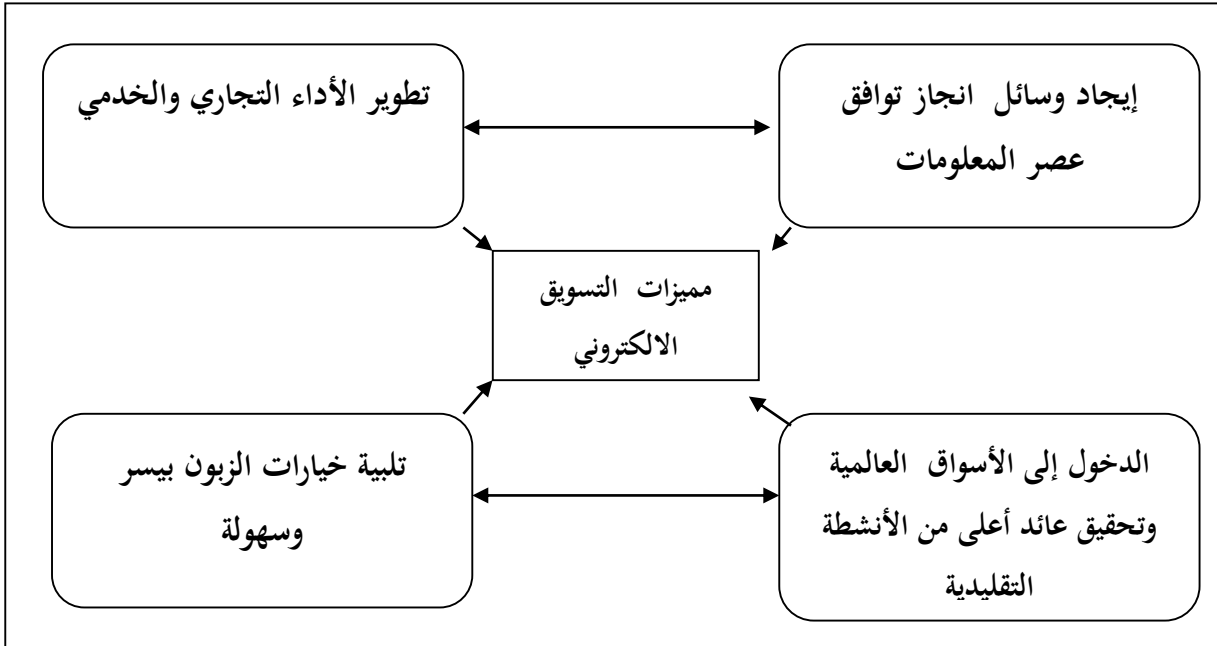 إيجاد وسائل انجاز توافق
عصر المعلومات
تطوير الأداء التجاري والخدمي
مميزات التسويق
الالكتروني
الدخول إلى الأسواق العالمية
وتحقيق عائد أعلى من الأنشطة
التقليدية
تلبية خيارات الزبون بيسر
وسهولة